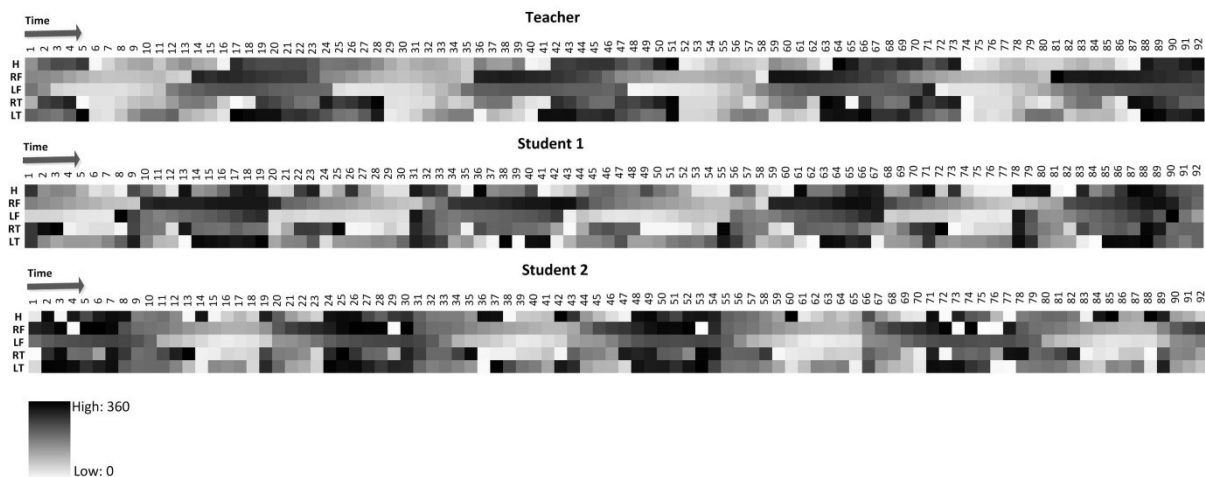 Teacher
Time
1 2 3 4 5 6 7 8 9 10 11 12 13 14 15 16 17 18 19 20 21 22 23 24 25 26 27 28 29 30 31 32 33 34 35 36 37 38 39 40 41 42 43 44 45 46 47 48 49 50 51 52 53 54 55 56 57 58 59 60 61 62 63 64 65 66 67 68 69 70 71 72 73 74 75 76 77 78 79 80 81 82 83 84 85 86 87 88 89 90 91 92
H
RF
LF
RT
LT
Student 1
Time
1 2 3 4 5 6 7 8 9 10 11 12 13 14 15 16 17 18 19 20 21 22 23 24 25 26 27 28 29 30 31 32 33 34 35 36 37 38 39 40 41 42 43 44 45 46 47 48 49 50 51 52 53 54 55 56 57 58 59 60 61 62 63 64 65 66 67 68 69 70 71 72 73 74 75 76 77 78 79 80 81 82 83 84 85 86 87 88 89 90 91 92
H
RF
LF
RT
LT
Student 2
Time
1 2 3 4 5 6 7 8 9 10 11 12 13 14 15 16 17 18 19 20 21 22 23 24 25 26 27 28 29 30 31 32 33 34 35 36 37 38 39 40 41 42 43 44 45 46 47 48 49 50 51 52 53 54 55 56 57 58 59 60 61 62 63 64 65 66 67 68 69 70 71 72 73 74 75 76 77 78 79 80 81 82 83 84 85 86 87 88 89 90 91 92
H
RF
LF
RT
LT
High: 360
Low: 0